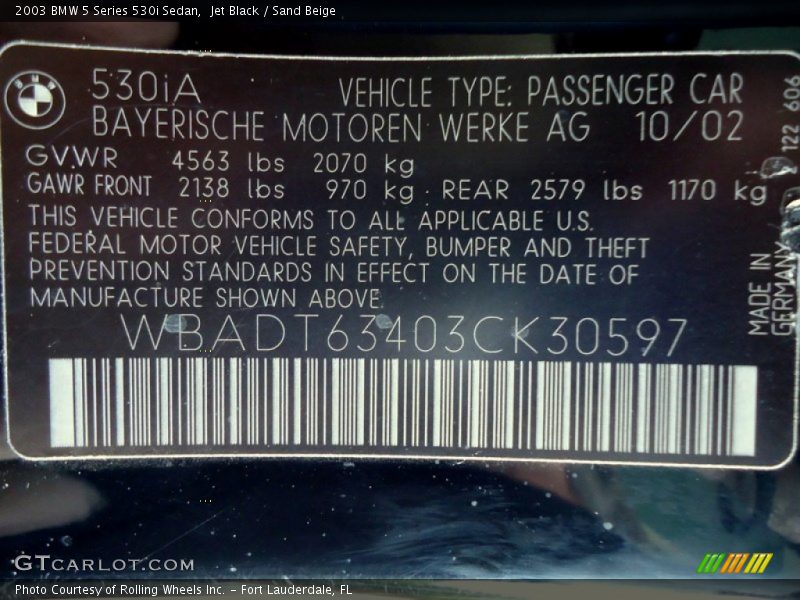 2003 BMW 5 Series 530i Sedan,  Jet Black / Sand Beige
BMW
530iA VEHICLE TYPE: PASSENGER CAR
BAYERISCHE MOTOREN WERKE AG 10/02
GVWR 4563 lbs 2070 kg
GAWR FRONT 2138 lbs 970 kg REAR 2579 lbs 1170 kg
THIS VEHICLE CONFORMS TO ALL APPLICABLE U.S.
FEDERAL MOTOR VEHICLE SAFETY, BUMPER AND THEFT
PREVENTION STANDARDS IN EFFECT ON THE DATE OF
MANUFACTURE SHOWN ABOVE.
WBADT63403CK30597
MADE IN
GERMANY
122 606
GTCARLOT.COM
Photo Courtesy of Rolling Wheels Inc. – Fort Lauderdale, FL